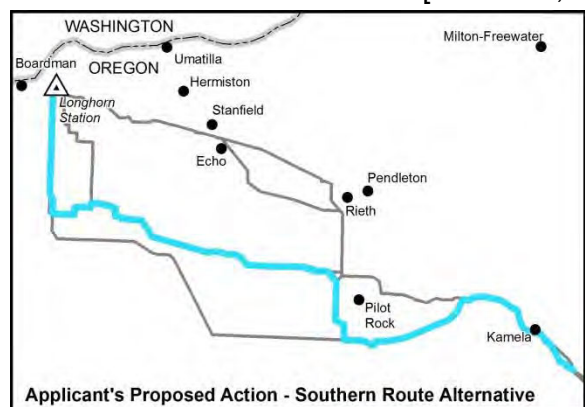 WASHINGTON
Milton-Freewater
Umatilla
Boardman
OREGON
Hermiston
Longhorn
Station
Stanfield
Echo
Pendleton
Rieth
Pilot
Rock
Kamela
Applicant's Proposed Action - Southern Route Alternative